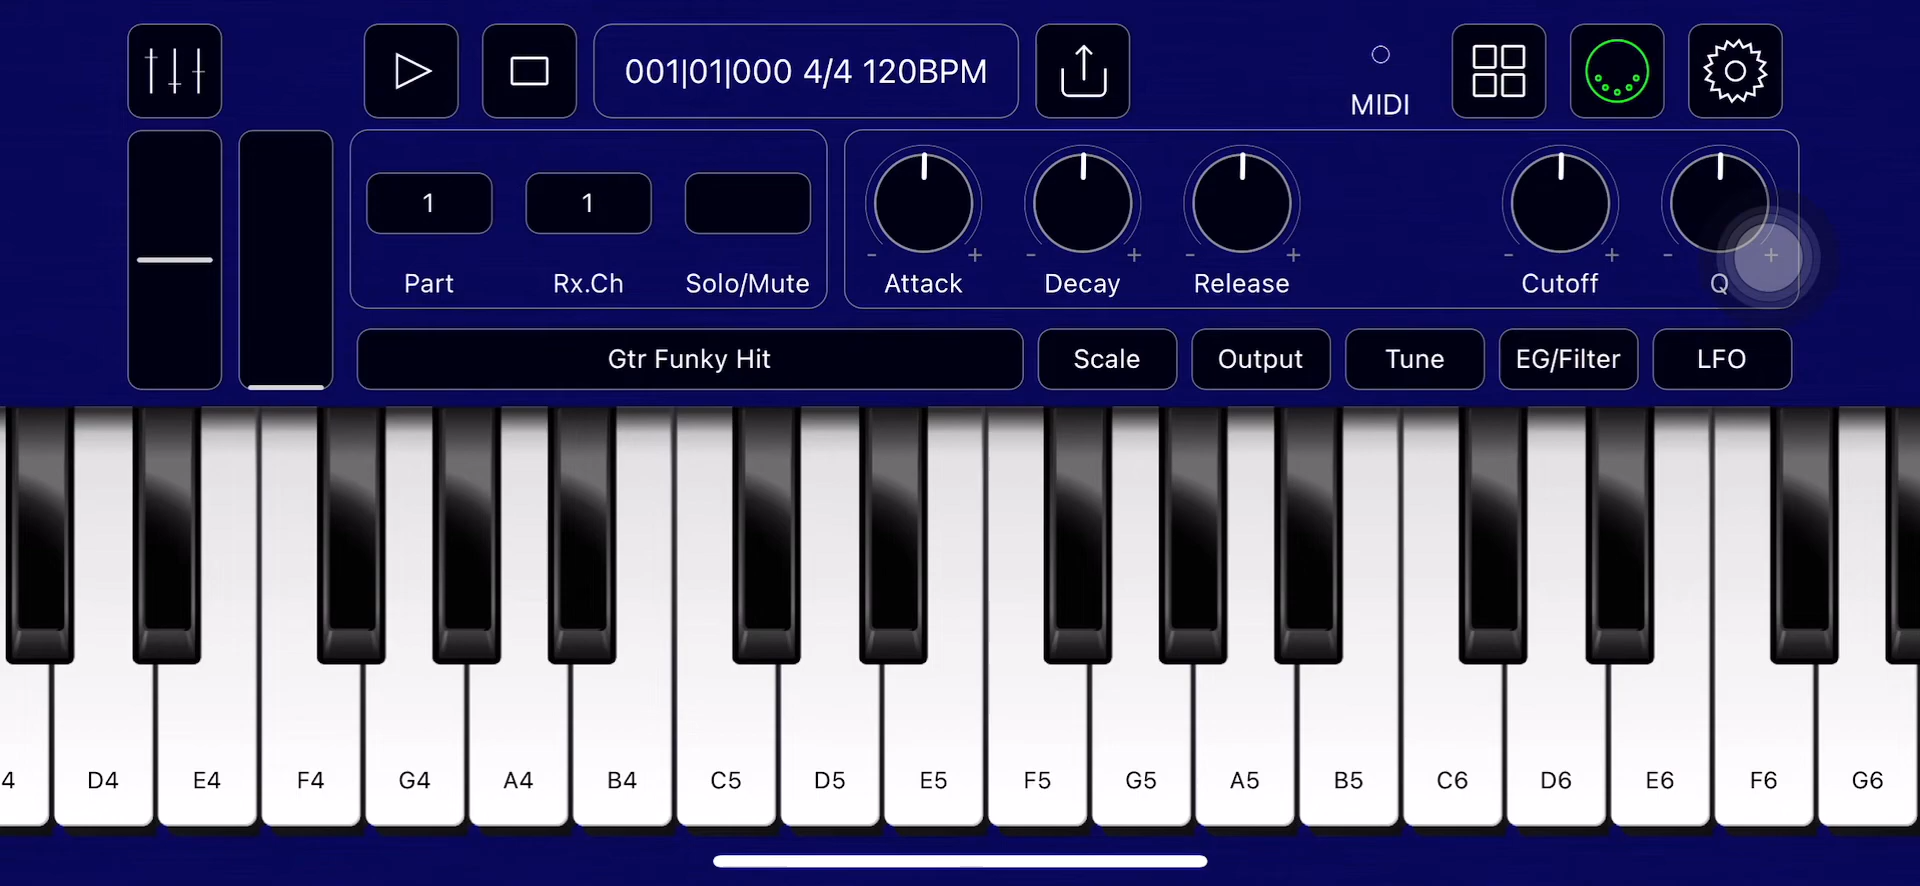 001|01|000 4/4 120BPM
MIDI
1
1
Part
Rx.Ch
Solo/Mute
- +
Attack
- +
Decay
- +
Release
- +
Cutoff
- +
Q
Gtr Funky Hit
Scale
Output
Tune
EG/Filter
LFO
4 D4 E4 F4 G4 A4 B4 C5 D5 E5 F5 G5 A5 B5 C6 D6 E6 F6 G6